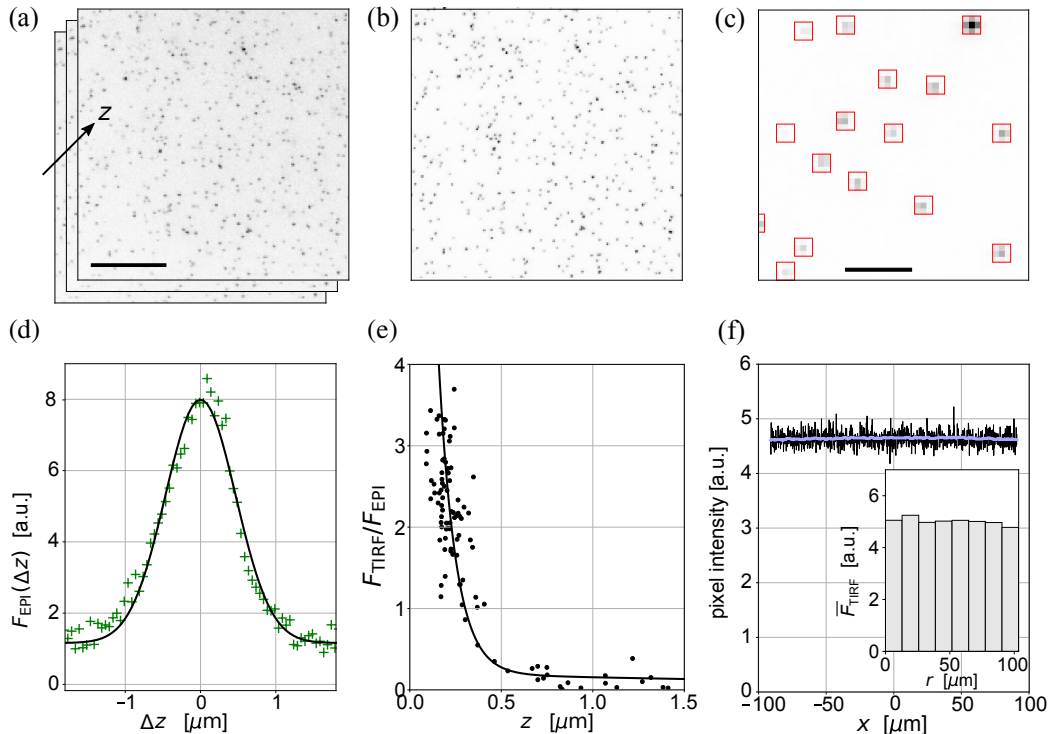 (a)
(b)
(c)
z
(d)
(e)
(f)
F_EPI(Δz) [a.u.]
8
6
4
2
0
−1
0
1
Δz [μm]
F_TIRF/F_EPI
4
3
2
1
0
0.0
0.5
1.0
1.5
z [μm]
pixel intensity [a.u.]
6
5
4
3
2
1
0
−100
−50
0
50
100
x [μm]
F̅_TIRF [a.u.]
6
4
2
0
0
50
100
r [μm]